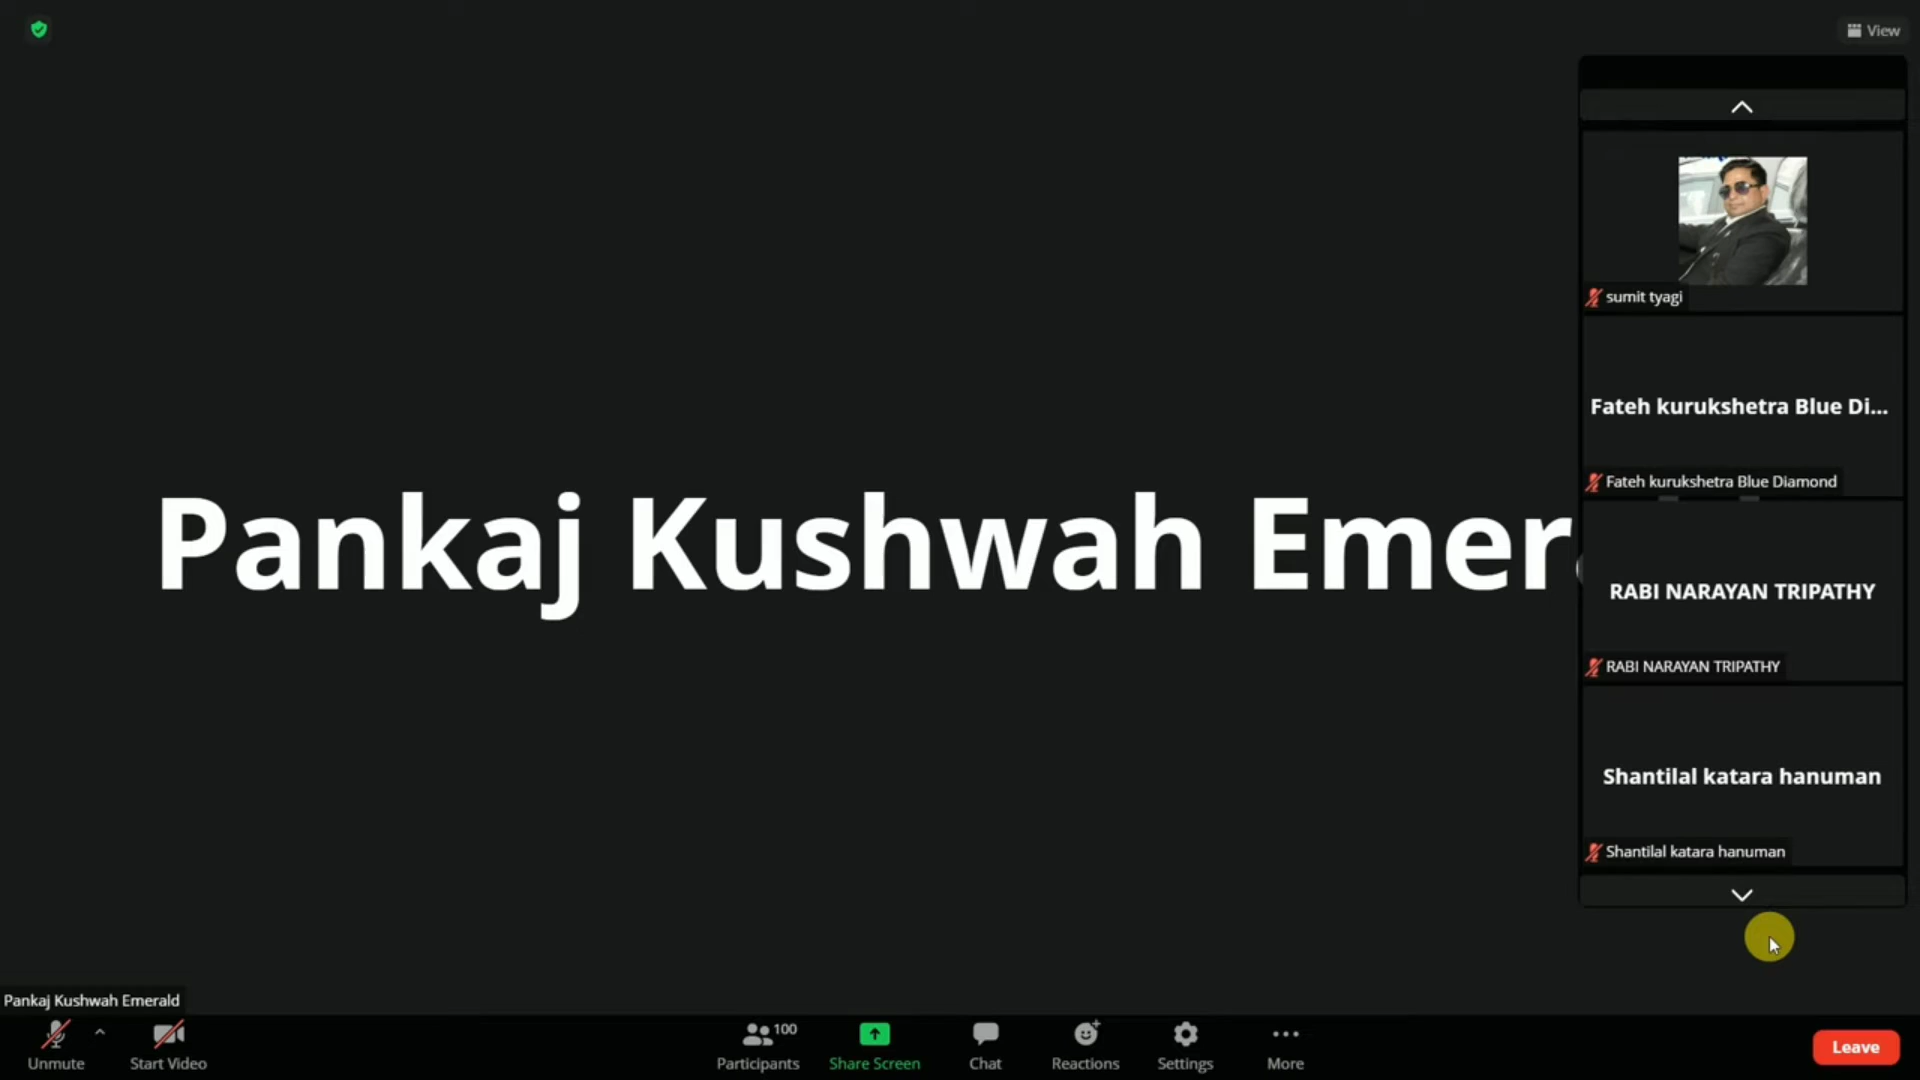 View
sumit tyagi
Fateh kurukshetra Blue Di...
Fateh kurukshetra Blue Diamond
Pankaj Kushwah Emer
RABI NARAYAN TRIPATHY
RABI NARAYAN TRIPATHY
Shantilal katara hanuman
Shantilal katara hanuman
Pankaj Kushwah Emerald
100
Unmute
Start Video
Participants
Share Screen
Chat
Reactions
Settings
More
Leave